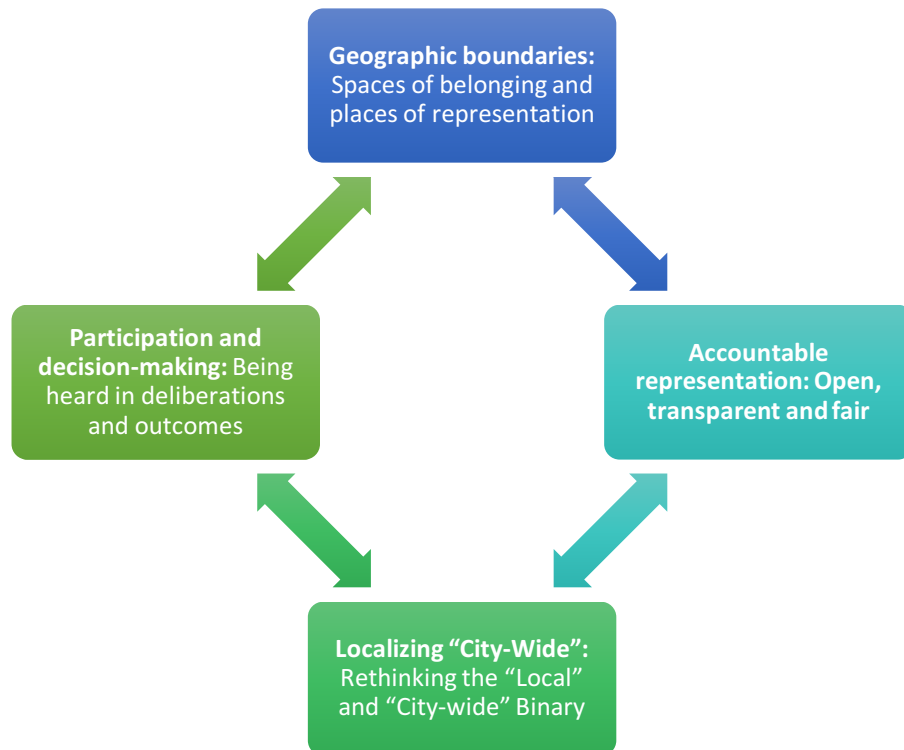 Geographic boundaries:
Spaces of belonging and
places of representation
Participation and
decision-making: Being
heard in deliberations
and outcomes
Accountable
representation: Open,
transparent and fair
Localizing “City-Wide”:
Rethinking the “Local”
and “City-wide” Binary